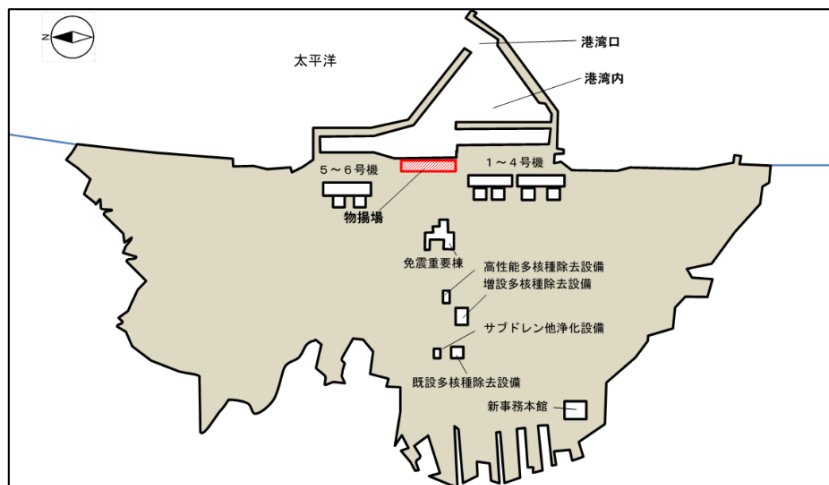 N
太平洋
港湾口
港湾内
5～6号機
1～4号機
物揚場
免震重要棟
高性能多核種除去設備
増設多核種除去設備
サブドレン他浄化設備
既設多核種除去設備
新事務本館